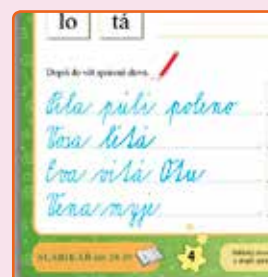 lo tá
Dopiš do vět správná slova.
Pila pílí poleno
Vosa létá
Eva vítá Otu
Věna myje
SLABIKÁŘ str. 28-29
4